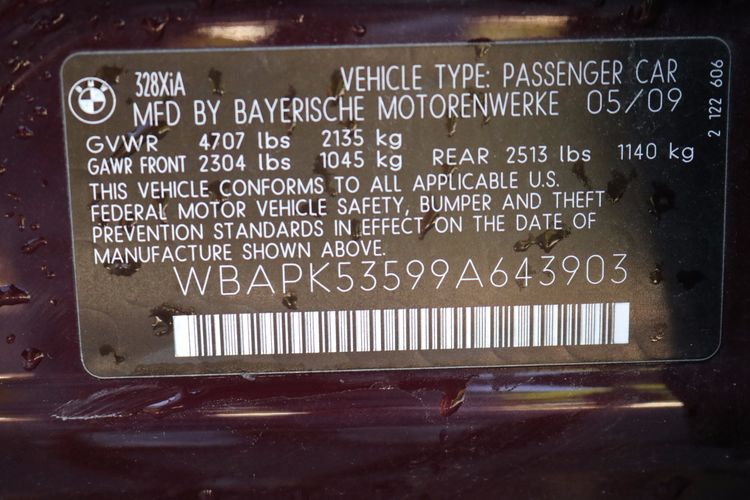 328XiA VEHICLE TYPE: PASSENGER CAR
MFD BY BAYERISCHE MOTORENWERKE 05/09
GVWR 4707 lbs 2135 kg
GAWR FRONT 2304 lbs 1045 kg REAR 2513 lbs 1140 kg
THIS VEHICLE CONFORMS TO ALL APPLICABLE U.S.
FEDERAL MOTOR VEHICLE SAFETY, BUMPER AND THEFT
PREVENTION STANDARDS IN EFFECT ON THE DATE OF
MANUFACTURE SHOWN ABOVE.
WBAPK53599A643903
2 122 606